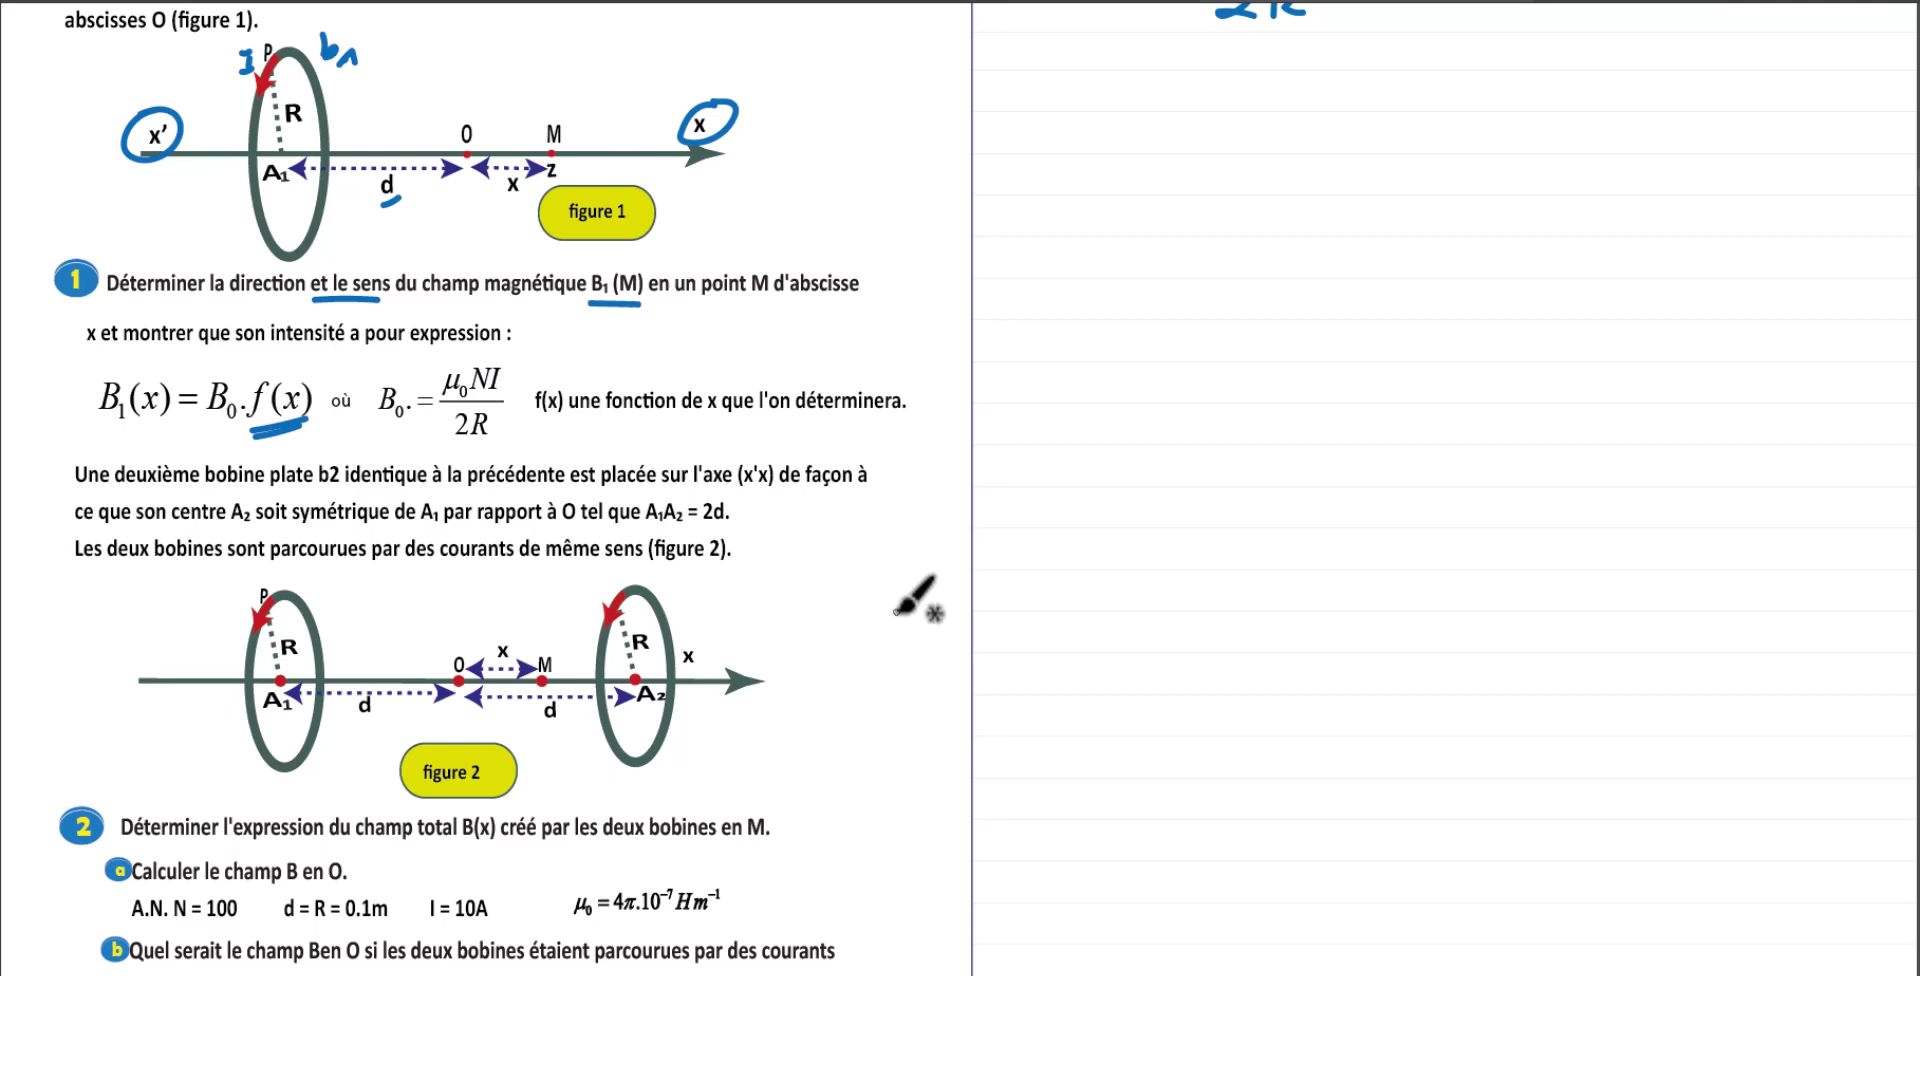 abscisses O (figure 1).
P
I
b1
R
x'
O
M
x
A₁
d
x
z
figure 1
1 Déterminer la direction et le sens du champ magnétique B₁ (M) en un point M d'abscisse
x et montrer que son intensité a pour expression :
B₁(x) = B₀.f(x) où B₀. = μ₀NI / 2R f(x) une fonction de x que l'on déterminera.
Une deuxième bobine plate b2 identique à la précédente est placée sur l'axe (x'x) de façon à
ce que son centre A₂ soit symétrique de A₁ par rapport à O tel que A₁A₂ = 2d.
Les deux bobines sont parcourues par des courants de même sens (figure 2).
P
R
x
R
x
O
M
A₁
A₂
d
d
figure 2
2 Déterminer l'expression du champ total B(x) créé par les deux bobines en M.
a Calculer le champ B en O.
A.N. N = 100 d = R = 0.1m I = 10A μ₀ = 4π.10⁻⁷ Hm⁻¹
b Quel serait le champ Ben O si les deux bobines étaient parcourues par des courants